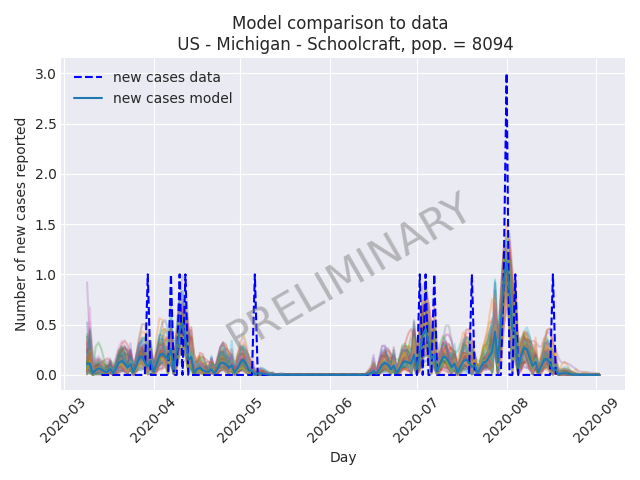 Model comparison to data
US - Michigan - Schoolcraft, pop. = 8094
new cases data
new cases model
PRELIMINARY
Number of new cases reported
3.0
2.5
2.0
1.5
1.0
0.5
0.0
2020-03
2020-04
2020-05
2020-06
2020-07
2020-08
2020-09
Day